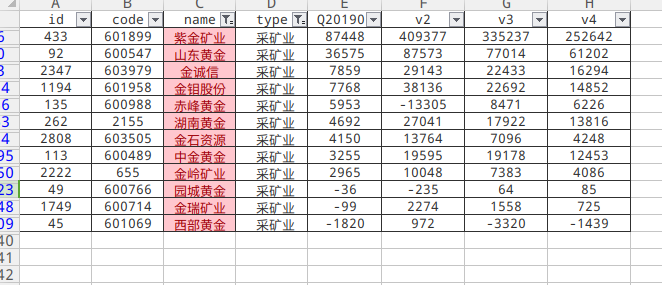 A B C D E F G H
id code name type Q20190 v2 v3 v4
6 433 601899 紫金矿业 采矿业 87448 409377 335237 252642
0 92 600547 山东黄金 采矿业 36575 87573 77014 61202
3 2347 603979 金诚信 采矿业 7859 29143 22433 16294
4 1194 601958 金钼股份 采矿业 7768 38136 22692 14852
6 135 600988 赤峰黄金 采矿业 5953 -13305 8471 6226
3 262 2155 湖南黄金 采矿业 4692 27041 17922 13816
4 2808 603505 金石资源 采矿业 4150 13764 7096 4248
95 113 600489 中金黄金 采矿业 3255 19595 19178 12453
50 2222 655 金岭矿业 采矿业 2965 10048 7383 4086
23 49 600766 园城黄金 采矿业 -36 -235 64 85
48 1749 600714 金瑞矿业 采矿业 -99 2274 1558 725
09 45 601069 西部黄金 采矿业 -1820 972 -3320 -1439
40
41
42